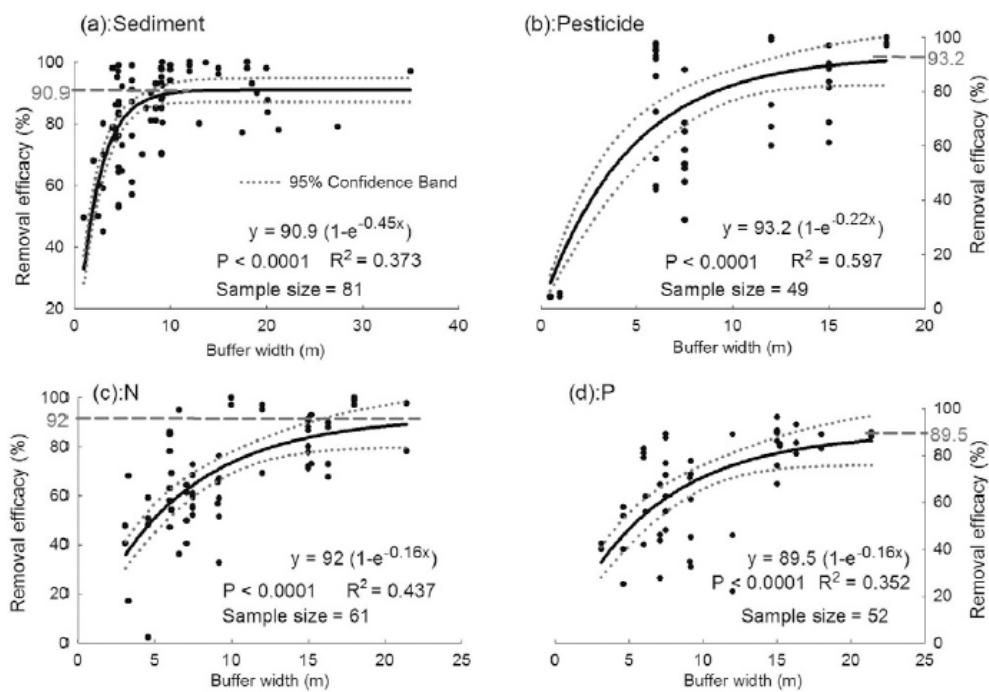 (a):Sediment
100
90.9
80
60
40
20
Removal efficacy (%)
95% Confidence Band
y = 90.9 (1-e^-0.45x)
P < 0.0001 R² = 0.373
Sample size = 81
0 10 20 30 40
Buffer width (m)
(b):Pesticide
100
93.2
80
60
40
20
0
Removal efficacy (%)
y = 93.2 (1-e^-0.22x)
P < 0.0001 R² = 0.597
Sample size = 49
0 5 10 15 20
Buffer width (m)
(c):N
100
92
80
60
40
20
0
Removal efficacy (%)
y = 92 (1-e^-0.16x)
P < 0.0001 R² = 0.437
Sample size = 61
0 5 10 15 20 25
Buffer width (m)
(d):P
100
89.5
80
60
40
20
0
Removal efficacy (%)
y = 89.5 (1-e^-0.16x)
P < 0.0001 R² = 0.352
Sample size = 52
0 5 10 15 20 25
Buffer width (m)